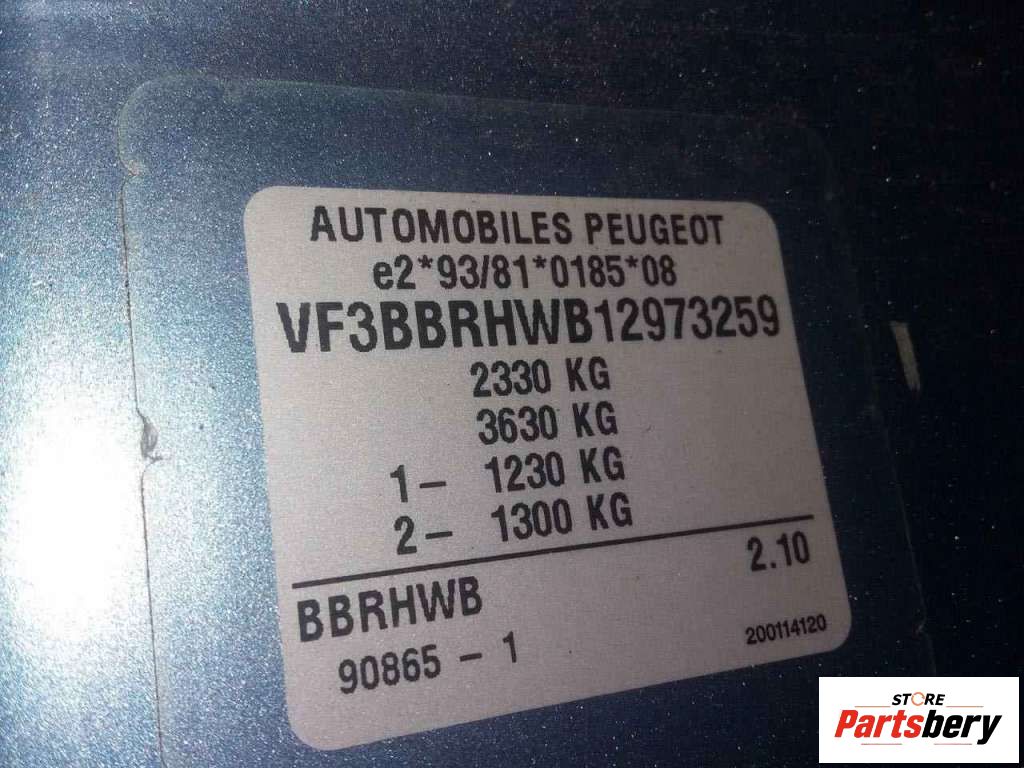 AUTOMOBILES PEUGEOT
e2*93/81*0185*08
VF3BBRHWB12973259
2330 KG
3630 KG
1- 1230 KG
2- 1300 KG
2.10
BBRHWB
90865 - 1
200114120
STORE
Partsbery